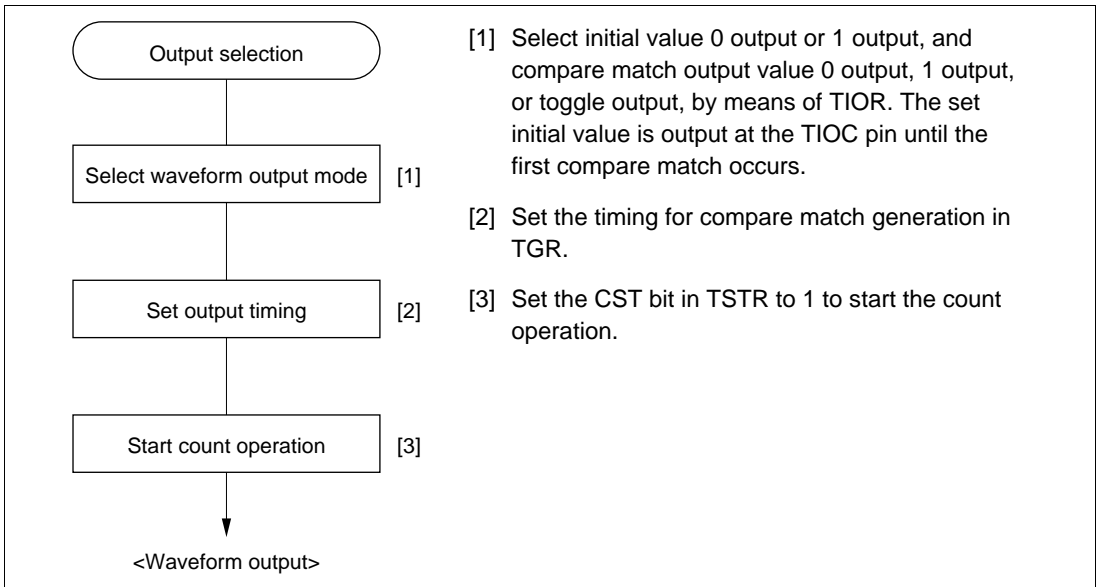 Output selection
Select waveform output mode [1]
Set output timing [2]
Start count operation [3]
<Waveform output>
[1] Select initial value 0 output or 1 output, and
compare match output value 0 output, 1 output,
or toggle output, by means of TIOR. The set
initial value is output at the TIOC pin until the
first compare match occurs.
[2] Set the timing for compare match generation in
TGR.
[3] Set the CST bit in TSTR to 1 to start the count
operation.